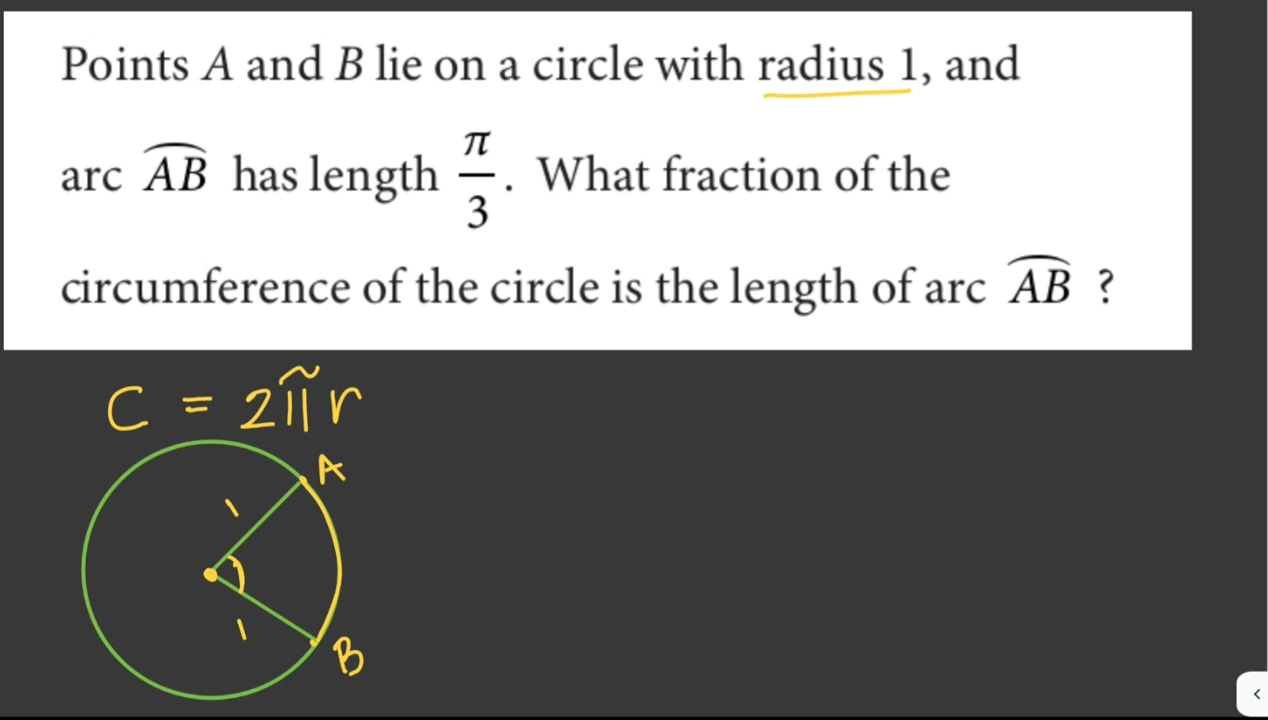 Points A and B lie on a circle with radius 1, and
arc AB has length π/3. What fraction of the
circumference of the circle is the length of arc AB ?
C = 2πr
A
1
1
B